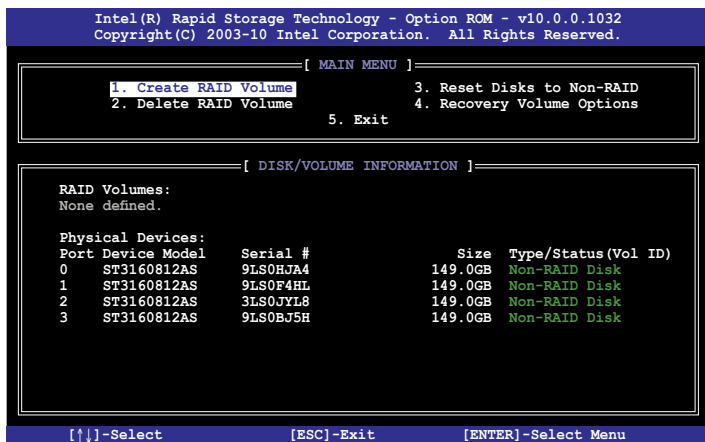 Intel(R) Rapid Storage Technology - Option ROM - v10.0.0.1032
Copyright(C) 2003-10 Intel Corporation. All Rights Reserved.
[ MAIN MENU ]
1. Create RAID Volume 3. Reset Disks to Non-RAID
2. Delete RAID Volume 4. Recovery Volume Options
5. Exit
[ DISK/VOLUME INFORMATION ]
RAID Volumes:
None defined.
Physical Devices:
Port Device Model Serial # Size Type/Status(Vol ID)
0 ST3160812AS 9LS0HJA4 149.0GB Non-RAID Disk
1 ST3160812AS 9LS0F4HL 149.0GB Non-RAID Disk
2 ST3160812AS 3LS0JYL8 149.0GB Non-RAID Disk
3 ST3160812AS 9LS0BJ5H 149.0GB Non-RAID Disk
[↑↓]-Select [ESC]-Exit [ENTER]-Select Menu